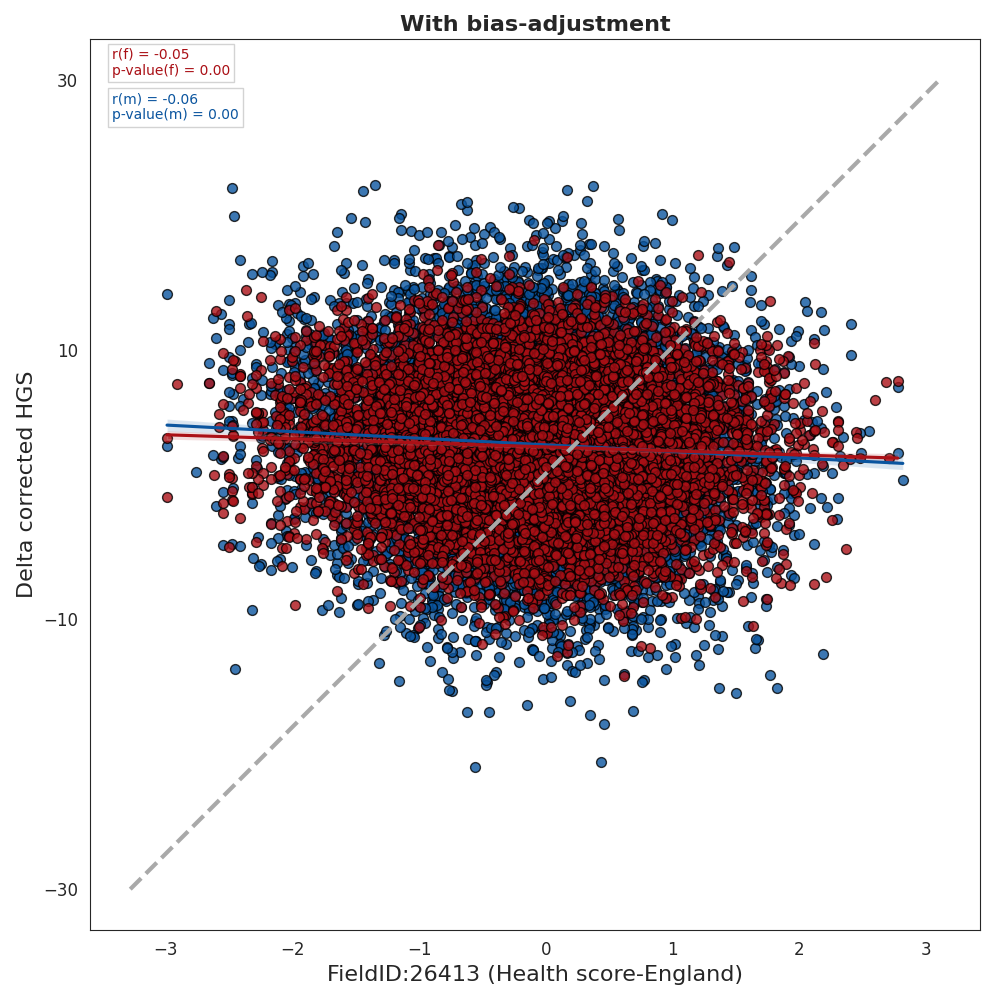 With bias-adjustment
r(f) = -0.05
p-value(f) = 0.00
r(m) = -0.06
p-value(m) = 0.00
Delta corrected HGS
30
10
−10
−30
−3
−2
−1
0
1
2
3
FieldID:26413 (Health score-England)